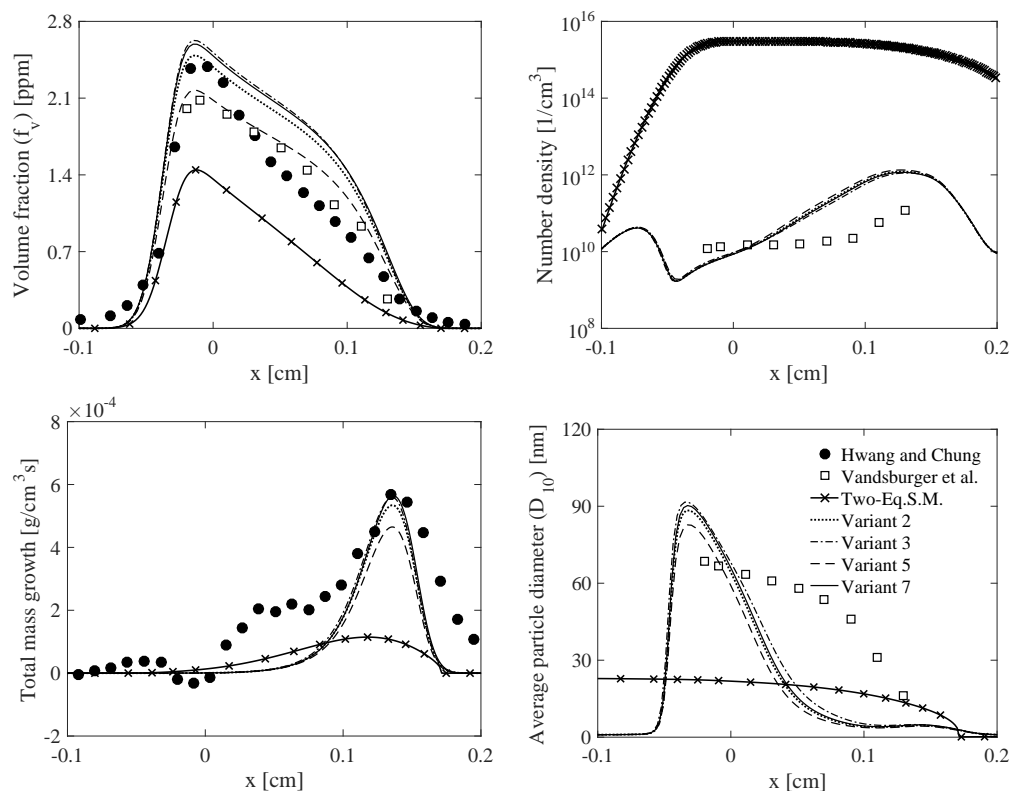 2.8
2.1
1.4
0.7
0
-0.1
0
0.1
0.2
x [cm]
Volume fraction (f_v) [ppm]
10^16
10^14
10^12
10^10
10^8
-0.1
0
0.1
0.2
x [cm]
Number density [1/cm^3]
×10^-4
8
6
4
2
0
-2
-0.1
0
0.1
0.2
x [cm]
Total mass growth [g/cm^3s]
120
90
60
30
0
-0.1
0
0.1
0.2
x [cm]
Average particle diameter (D_10) [nm]
Hwang and Chung
Vandsburger et al.
Two-Eq.S.M.
Variant 2
Variant 3
Variant 5
Variant 7